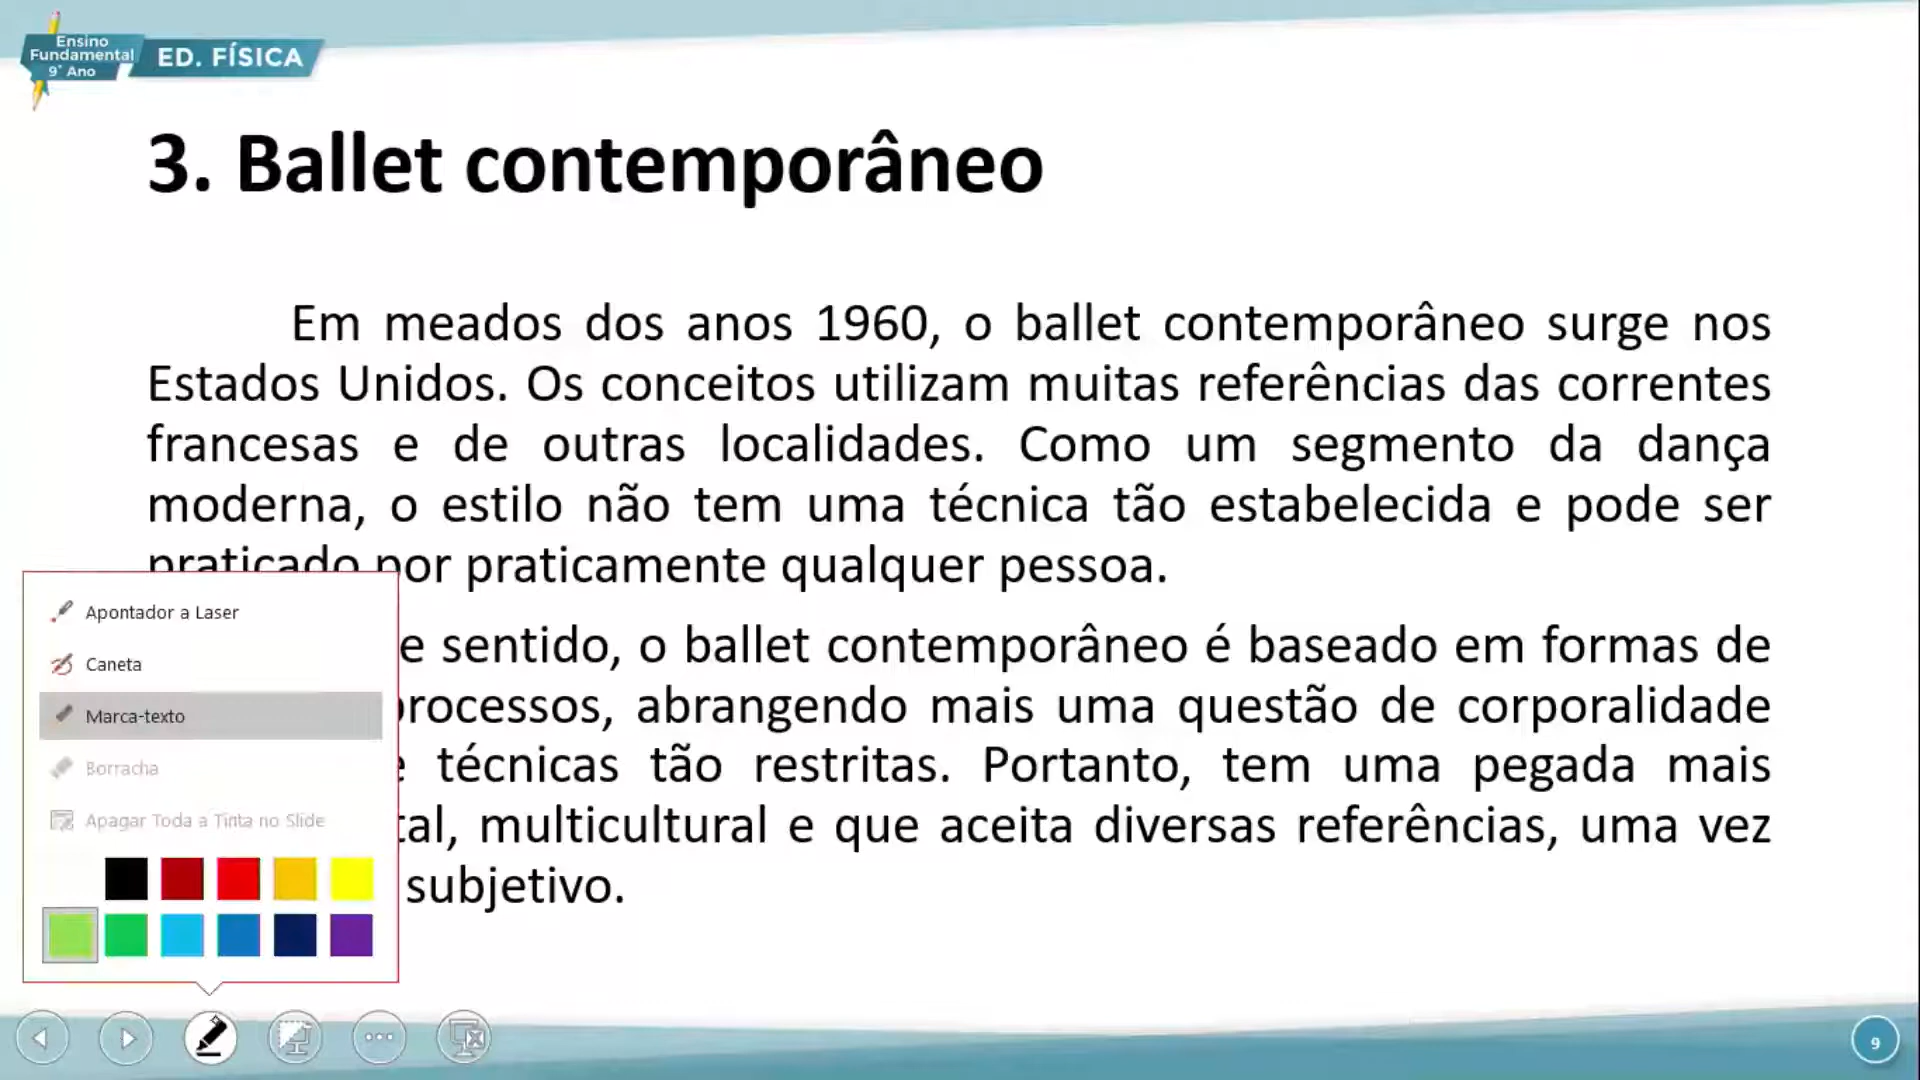 Ensino
Fundamental
9° Ano
ED. FÍSICA
3. Ballet contemporâneo
Em meados dos anos 1960, o ballet contemporâneo surge nos
Estados Unidos. Os conceitos utilizam muitas referências das correntes
francesas e de outras localidades. Como um segmento da dança
moderna, o estilo não tem uma técnica tão estabelecida e pode ser
praticado por praticamente qualquer pessoa.
e sentido, o ballet contemporâneo é baseado em formas de
processos, abrangendo mais uma questão de corporalidade
e técnicas tão restritas. Portanto, tem uma pegada mais
tal, multicultural e que aceita diversas referências, uma vez
subjetivo.
Apontador a Laser
Caneta
Marca-texto
Borracha
Apagar Toda a Tinta no Slide
9